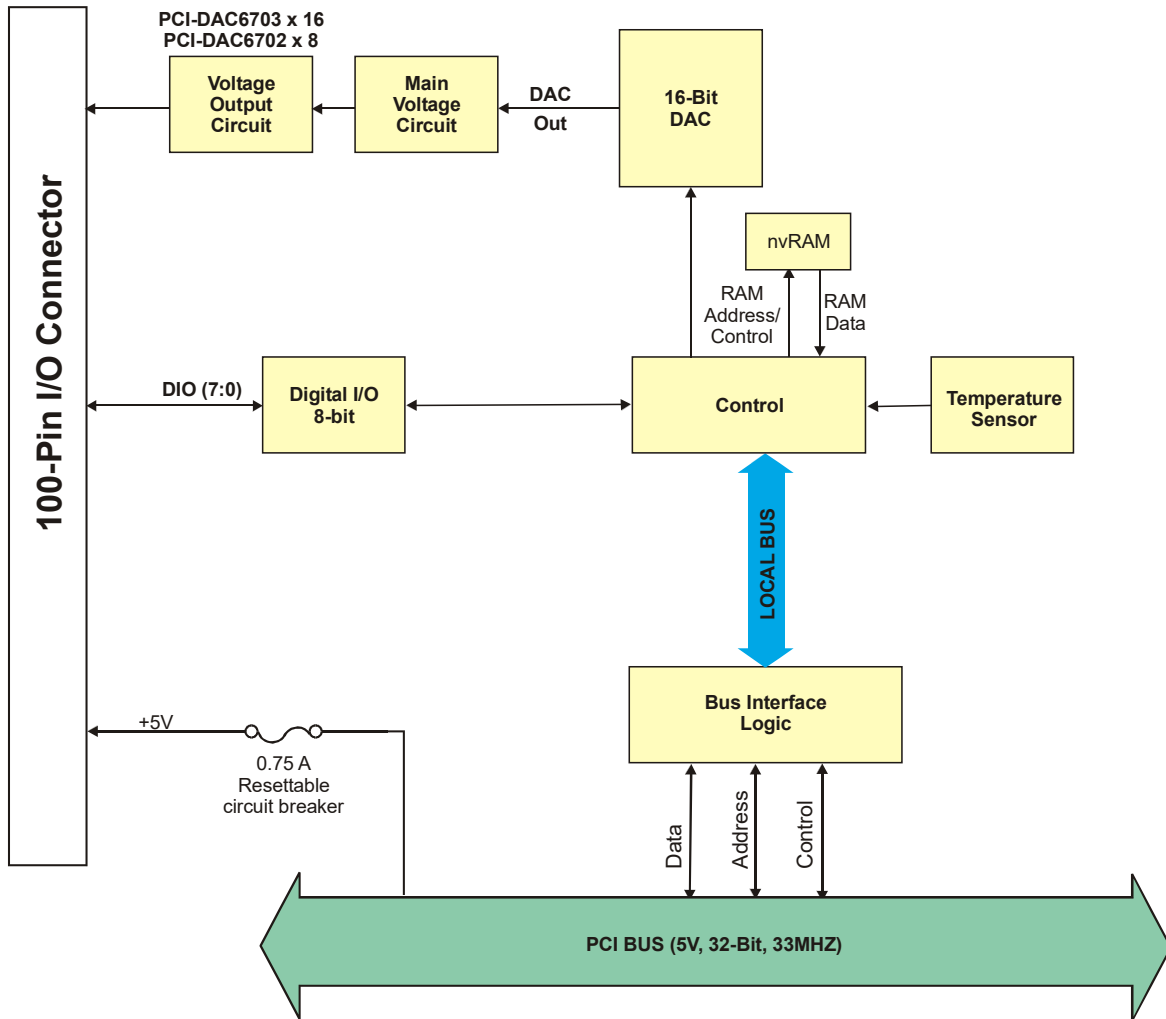 PCI-DAC6703 x 16
PCI-DAC6702 x 8
Voltage
Output
Circuit
Main
Voltage
Circuit
DAC
Out
16-Bit
DAC
nvRAM
RAM
Address/
Control
RAM
Data
100-Pin I/O Connector
DIO (7:0)
Digital I/O
8-bit
Control
Temperature
Sensor
LOCAL BUS
Bus Interface
Logic
+5V
0.75 A
Resettable
circuit breaker
Data
Address
Control
PCI BUS (5V, 32-Bit, 33MHZ)